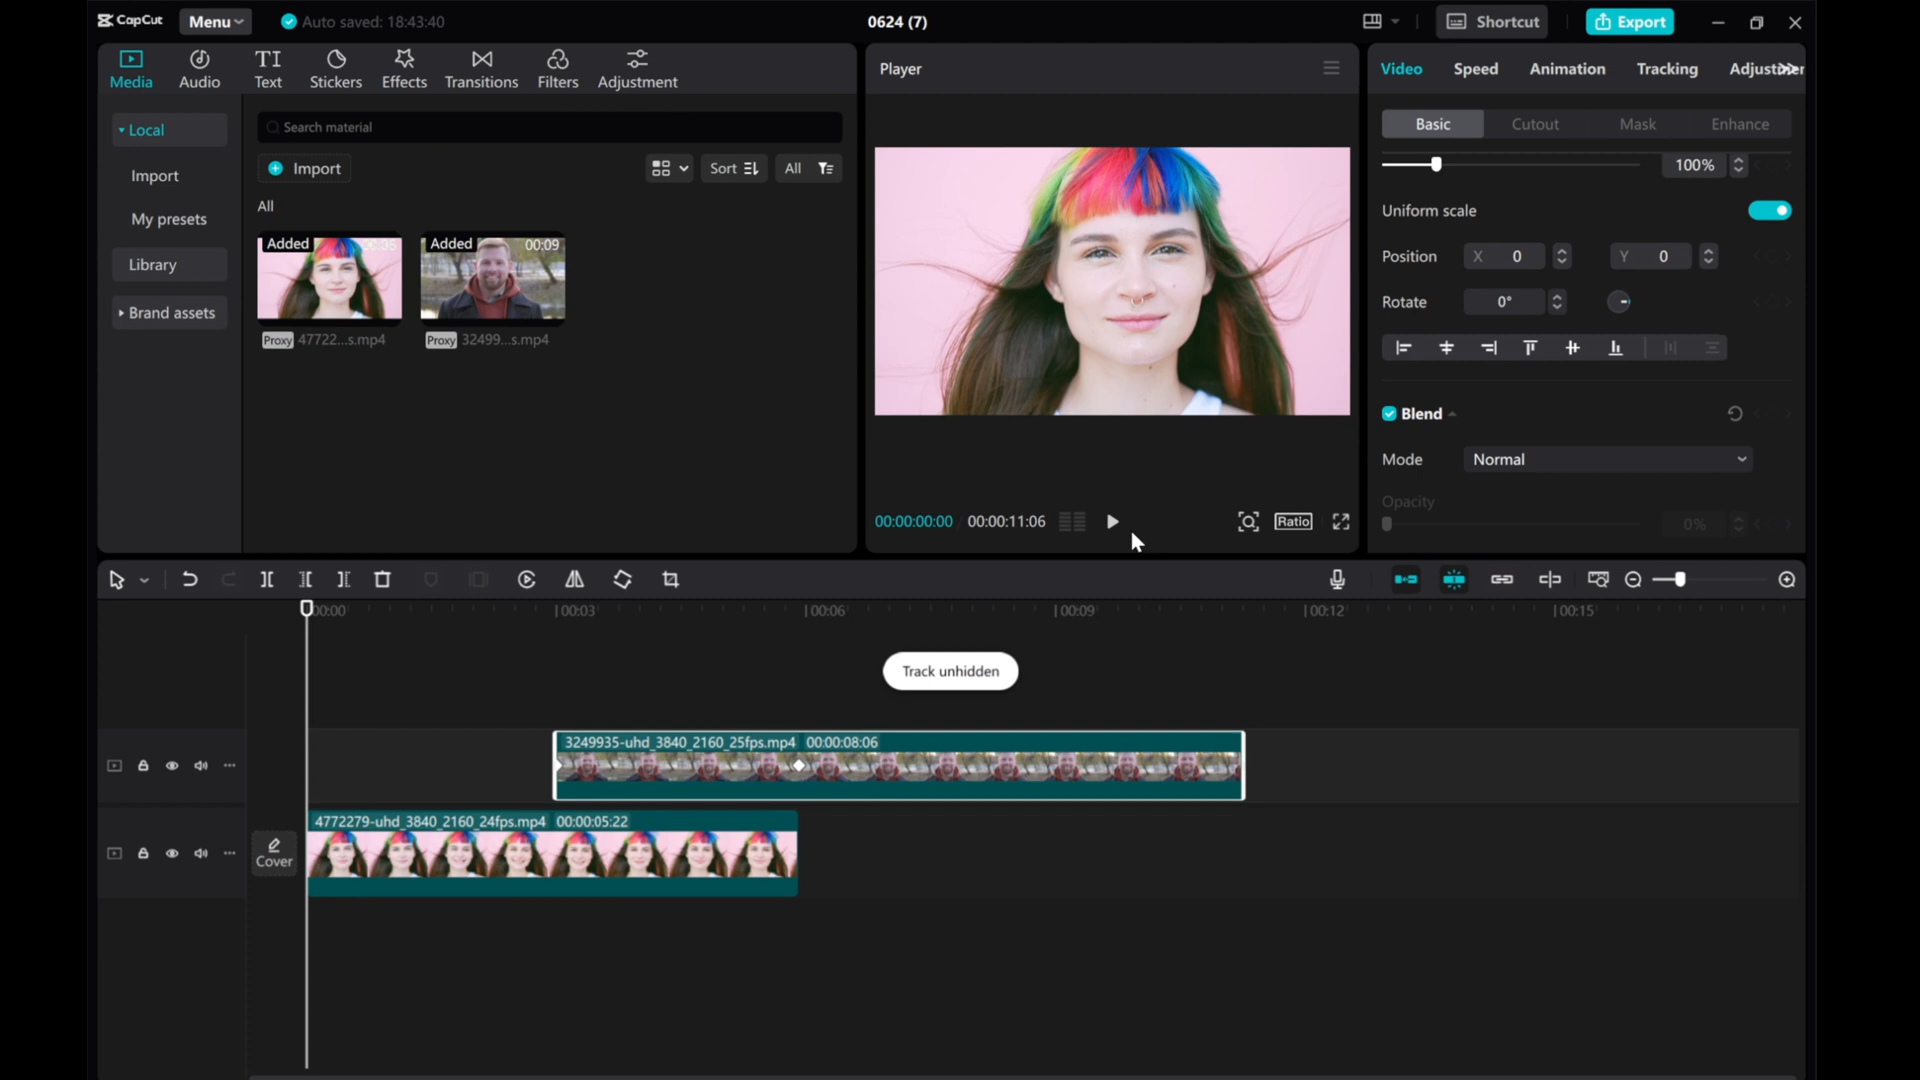 CapCut
Menu
Auto saved: 18:43:40
0624 (7)
Shortcut
Export
Media
Audio
TI
Text
Stickers
Effects
Transitions
Filters
Adjustment
Player
Video
Speed
Animation
Tracking
Local
Import
My presets
Library
Brand assets
Search material
Import
Sort
All
All
Added
Proxy 47722...s.mp4
Added
00:09
Proxy 32499...s.mp4
00:00:00:00 / 00:00:11:06
Ratio
Basic
Cutout
Mask
Enhance
100%
Uniform scale
Position
X 0
Y 0
Rotate
0°
Blend
Mode
Normal
Opacity
0%
00:00
00:03
00:06
00:09
00:12
00:15
Track unhidden
3249935-uhd_3840_2160_25fps.mp4 00:00:08:06
4772279-uhd_3840_2160_24fps.mp4 00:00:05:22
Cover